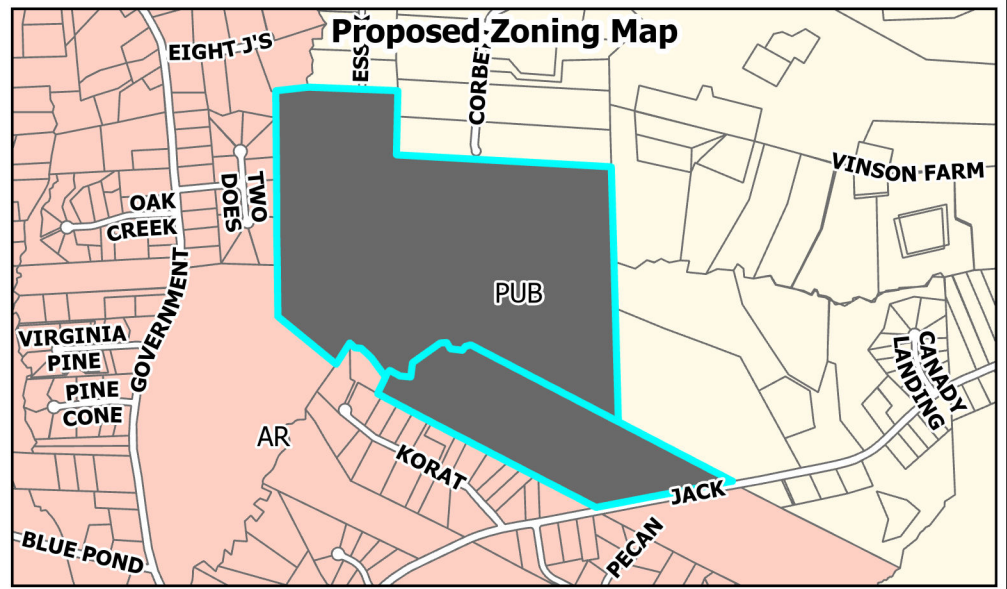 Proposed Zoning Map
EIGHT J'S
ESS
CORBE
VINSON FARM
TWO
DOES
OAK
CREEK
GOVERNMENT
PUB
VIRGINIA
PINE
PINE
CONE
CANADY
LANDING
AR
KORAT
JACK
PECAN
BLUE POND